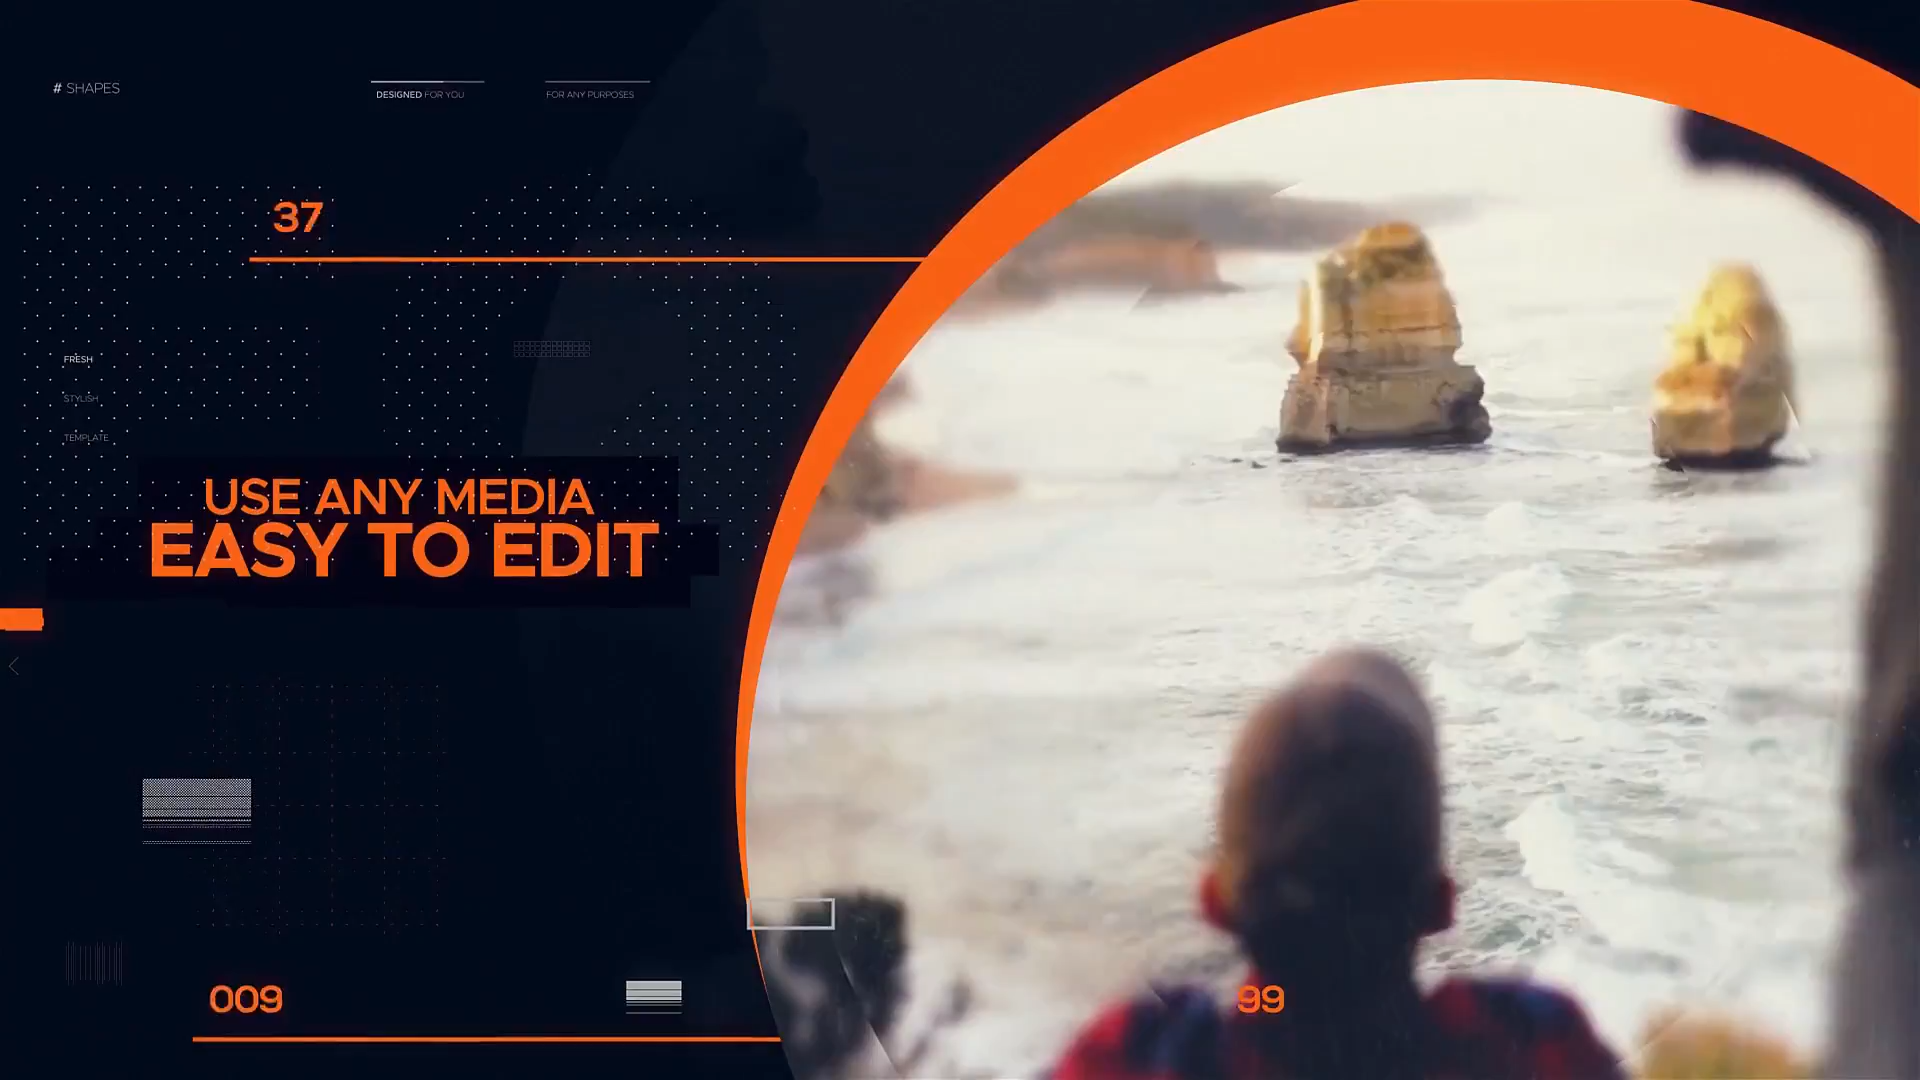 # SHAPES
DESIGNED FOR YOU
FOR ANY PURPOSES
37
FRESH
STYLISH
TEMPLATE
USE ANY MEDIA
EASY TO EDIT
009
99